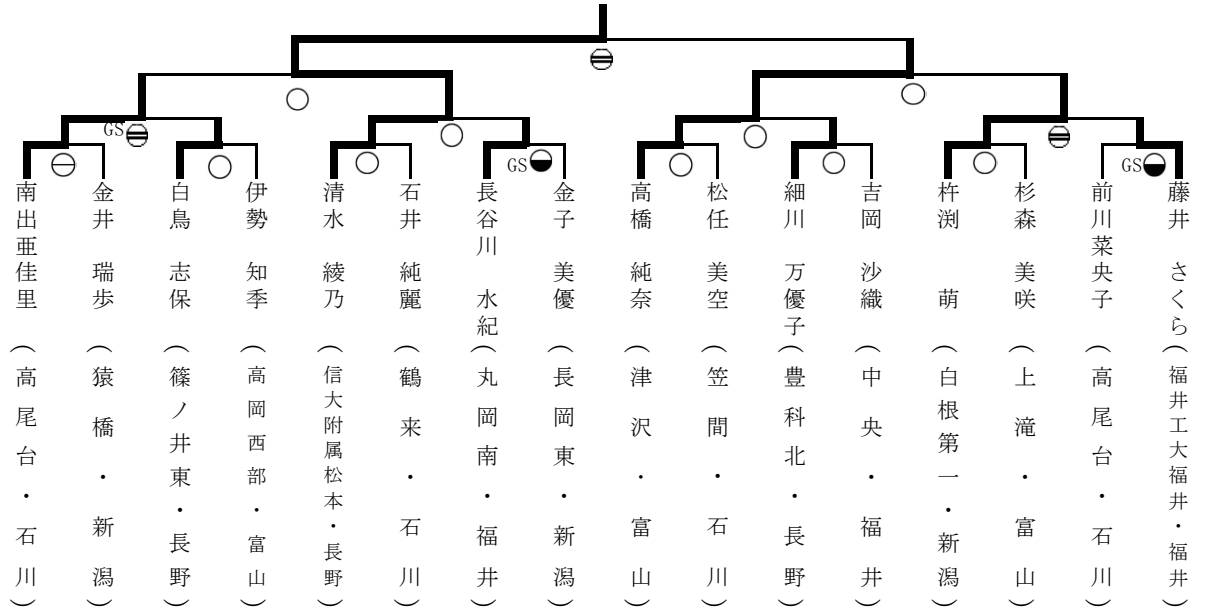 GS
GS
GS
南出亜佳里（高尾台・石川）
金井 瑞歩（猿橋・新潟）
白鳥 志保（篠ノ井東・長野）
伊勢 知季（高岡西部・富山）
清水 綾乃（信大附属松本・長野）
石井 純麗（鶴来・石川）
長谷川 水紀（丸岡南・福井）
金子 美優（長岡東・新潟）
高橋 純奈（津沢・富山）
松任 美空（笠間・石川）
細川 万優子（豊科北・長野）
吉岡 沙織（中央・福井）
杵渕 萌（白根第一・新潟）
杉森 美咲（上滝・富山）
前川菜央子（高尾台・石川）
藤井 さくら（福井工大福井・福井）